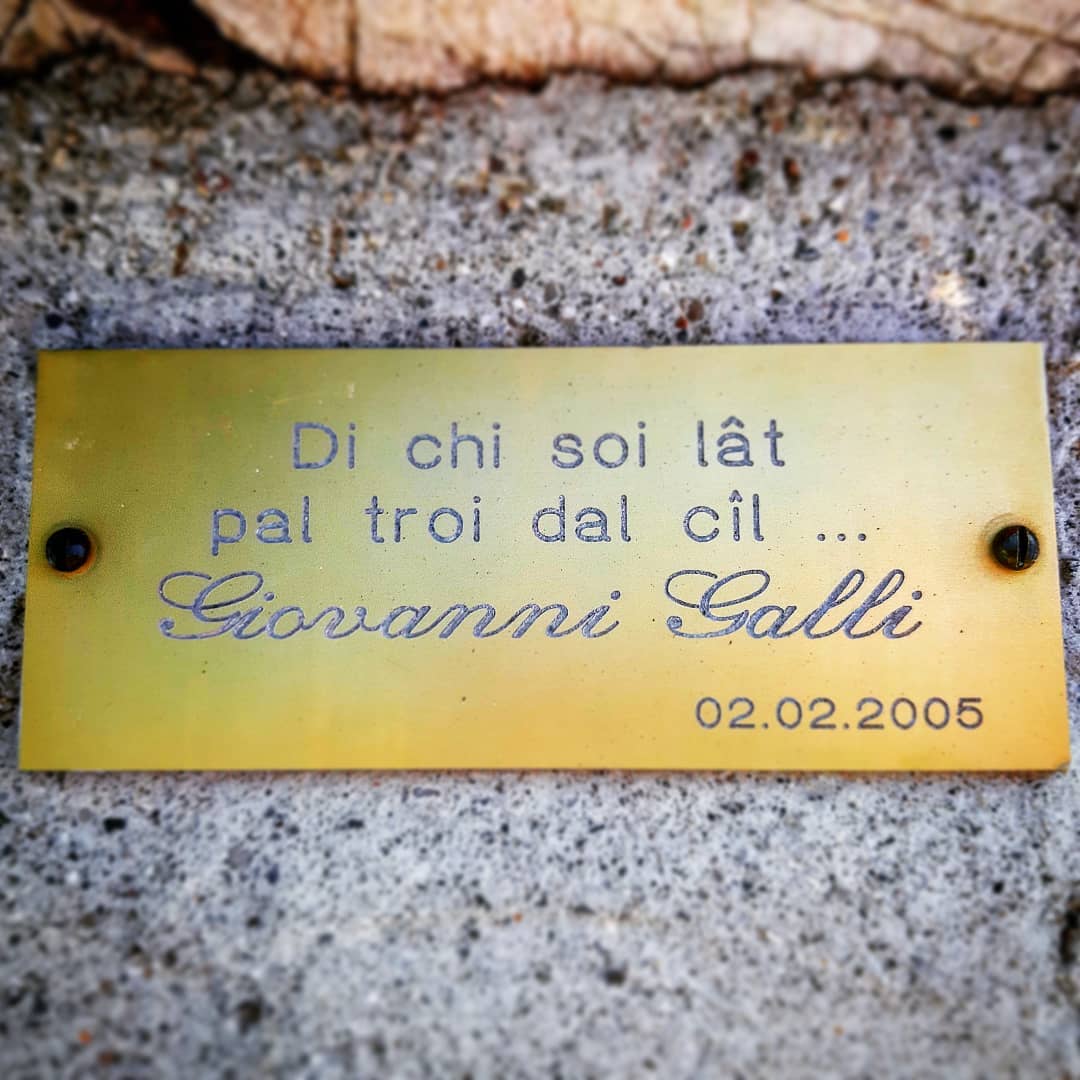 Di chi soi lât
pal troi dal cîl ...
Giovanni Galli
02.02.2005